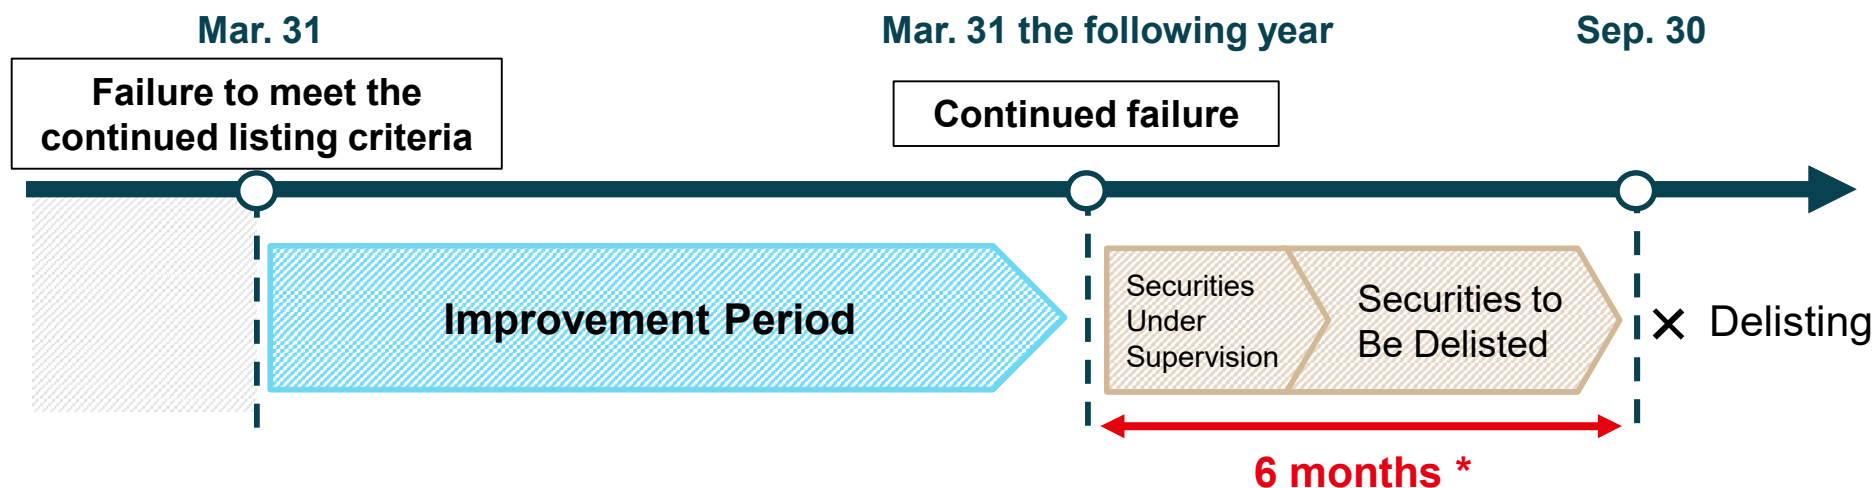 Mar. 31
Mar. 31 the following year
Sep. 30
Failure to meet the
continued listing criteria
Continued failure
Improvement Period
Securities
Under
Supervision
Securities to
Be Delisted
× Delisting
6 months *